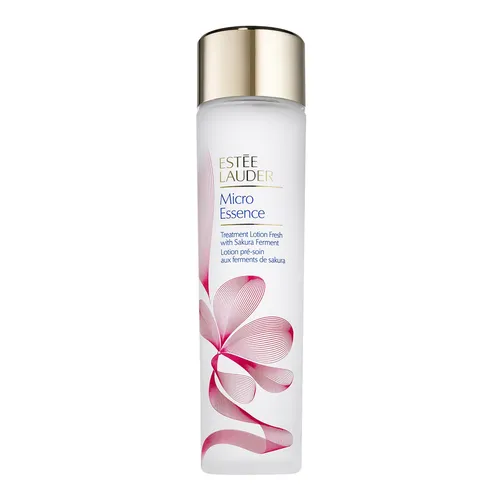 ESTĒE
LAUDER
Micro
Essence
Treatment Lotion Fresh
with Sakura Ferment
Lotion pré-soin
aux ferments de sakura